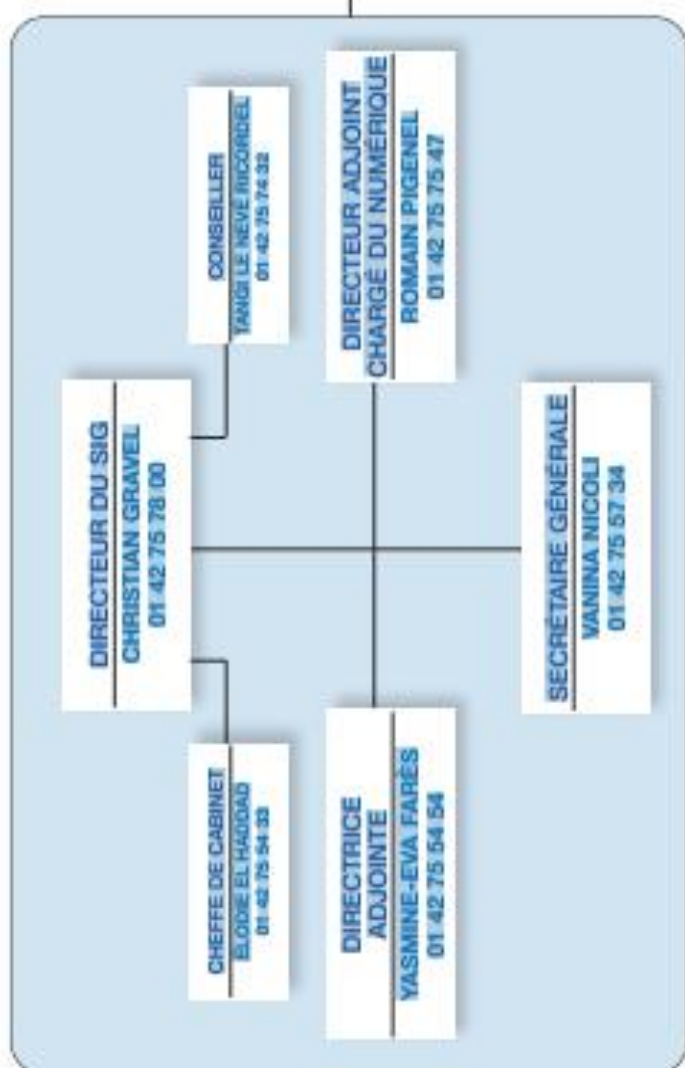 DIRECTEUR DU SIG
CHRISTIAN GRAVEL
01 42 75 78 00
CHEFFE DE CABINET
ELODIE EL HADDAD
01 42 75 54 33
CONSEILLER
TANGI LE NEVÉ RICORDEL
01 42 75 74 32
DIRECTRICE
ADJOINTE
YASMINE-EVA FARÈS
01 42 75 54 54
DIRECTEUR ADJOINT
CHARGÉ DU NUMÉRIQUE
ROMAIN PIGENEL
01 42 75 75 47
SECRÉTAIRE GÉNÉRALE
VANINA NICOLI
01 42 75 57 34